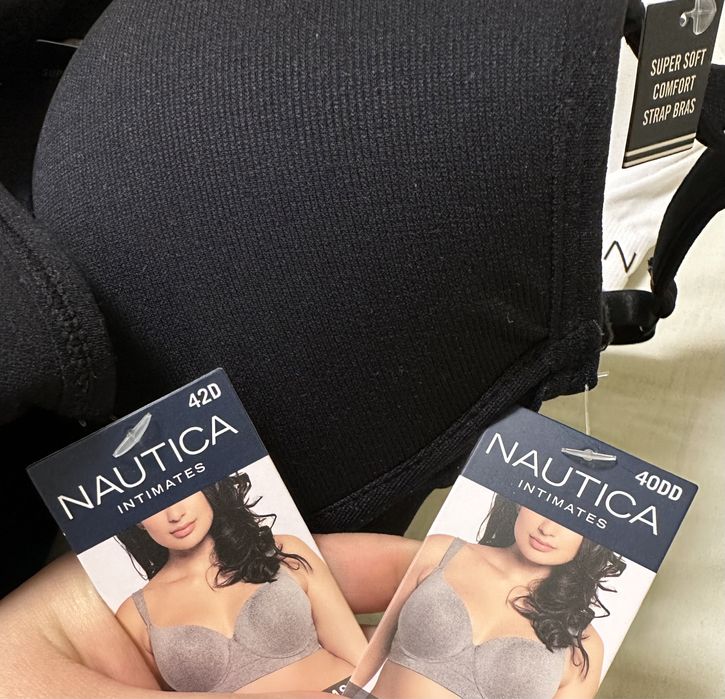 SUPER SOFT
COMFORT
STRAP BRAS
N
42D
NAUTICA
INTIMATES
40DD
NAUTICA
INTIMATES